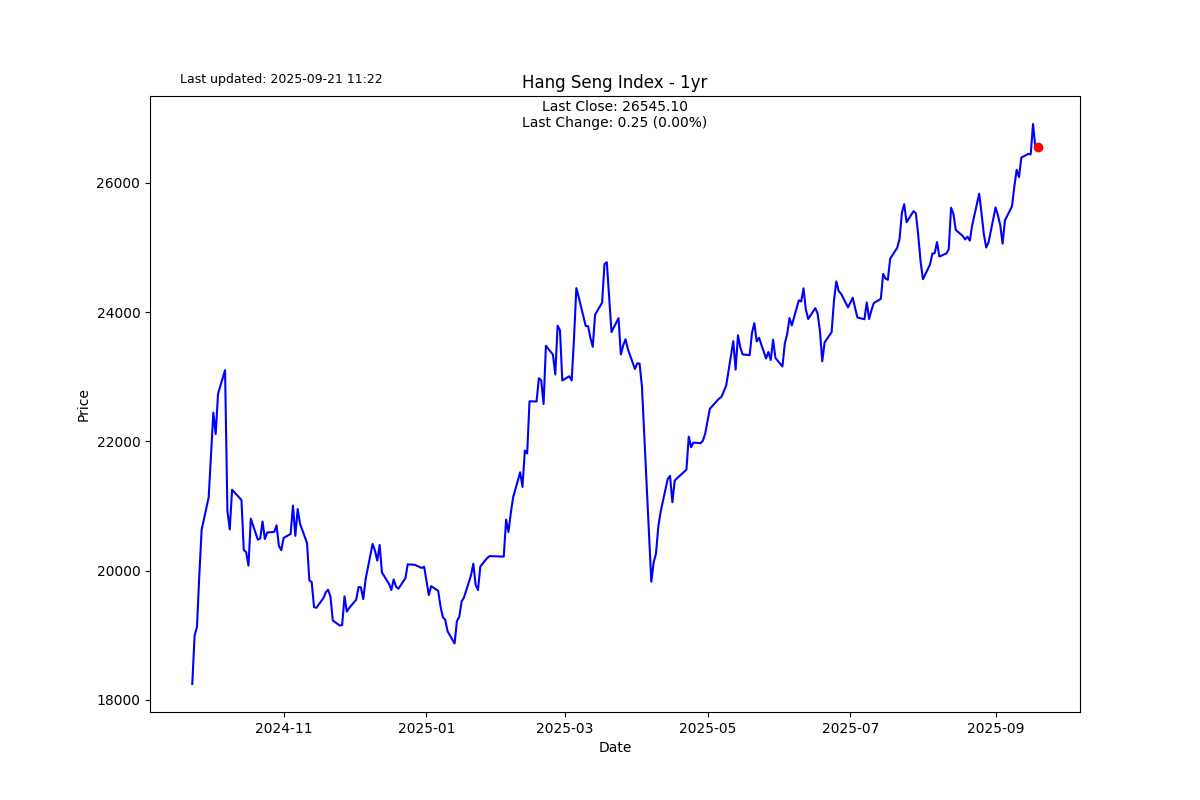 Last updated: 2025-09-21 11:22
Hang Seng Index - 1yr
Last Close: 26545.10
Last Change: 0.25 (0.00%)
26000
24000
22000
20000
18000
Price
2024-11
2025-01
2025-03
2025-05
2025-07
2025-09
Date